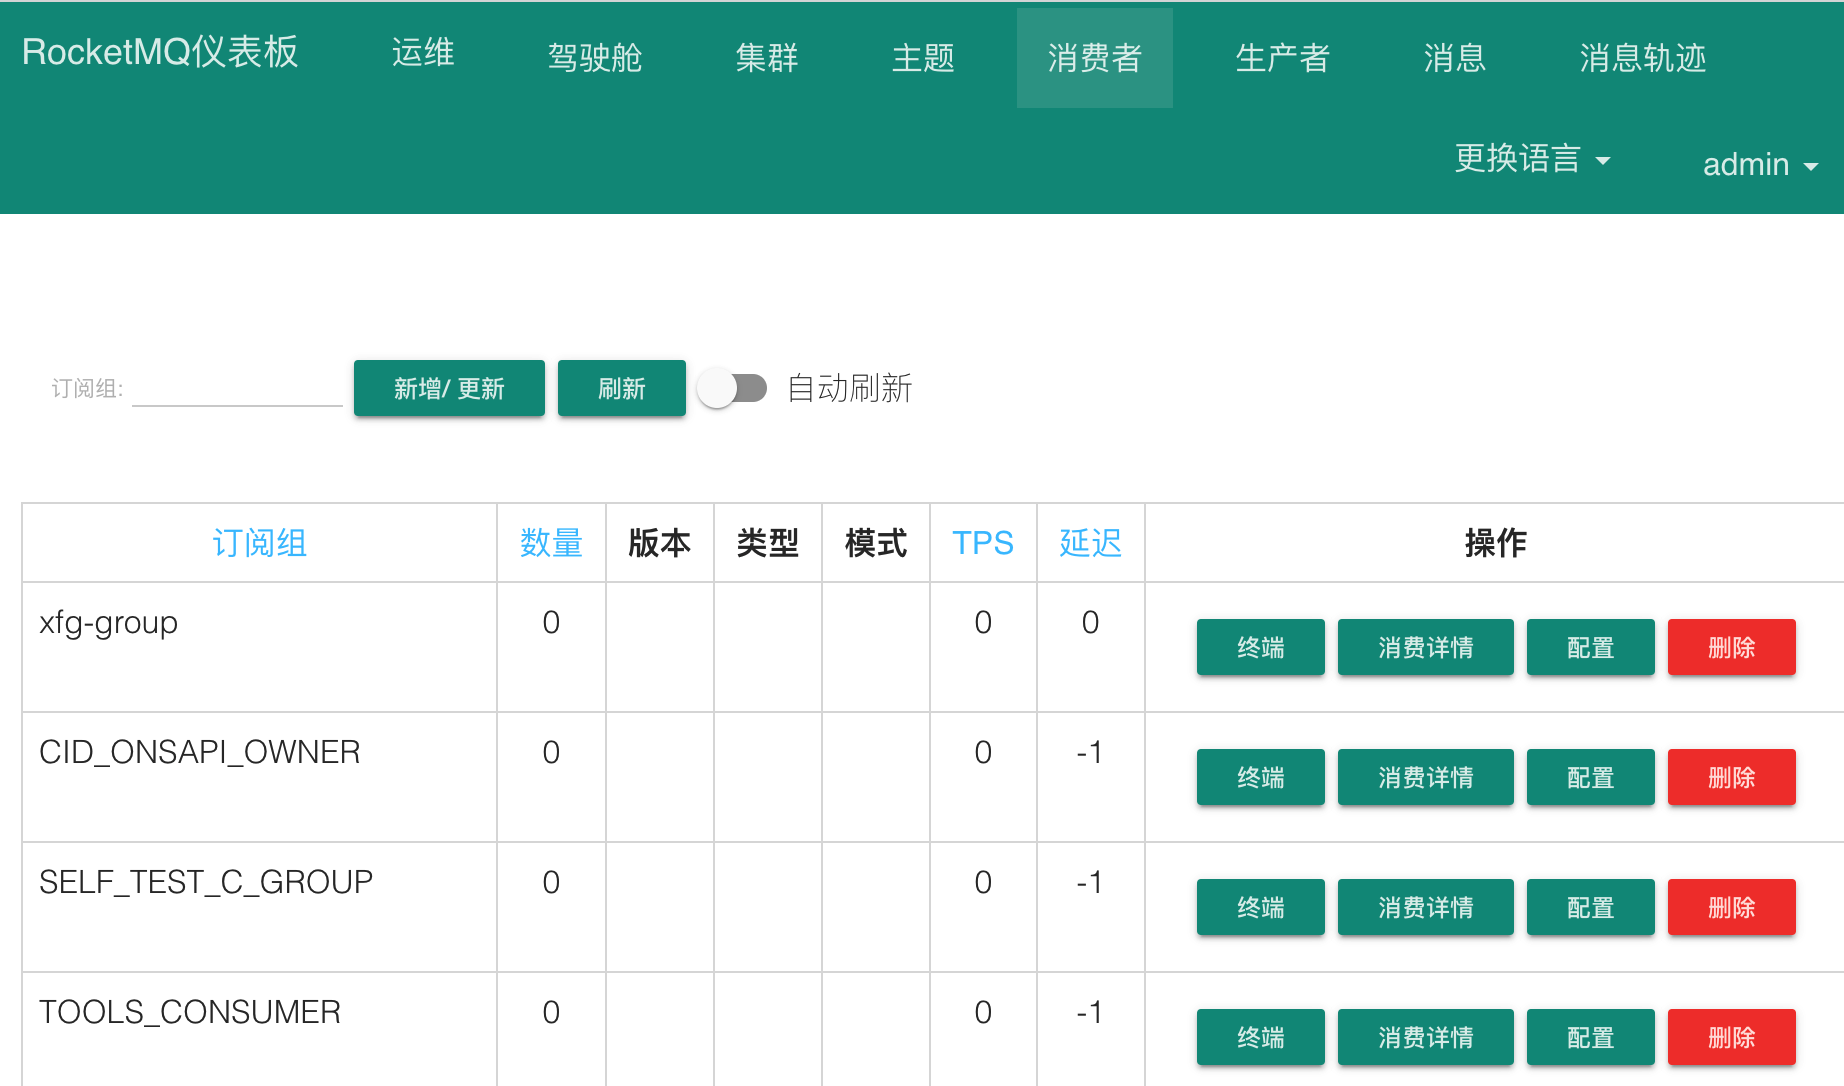 RocketMQ仪表板 运维 驾驶舱 集群 主题 消费者 生产者 消息 消息轨迹
更换语言 admin
订阅组: 新增/ 更新 刷新 自动刷新
订阅组 数量 版本 类型 模式 TPS 延迟 操作
xfg-group 0 0 0 终端 消费详情 配置 删除
CID_ONSAPI_OWNER 0 0 -1 终端 消费详情 配置 删除
SELF_TEST_C_GROUP 0 0 -1 终端 消费详情 配置 删除
TOOLS_CONSUMER 0 0 -1 终端 消费详情 配置 删除